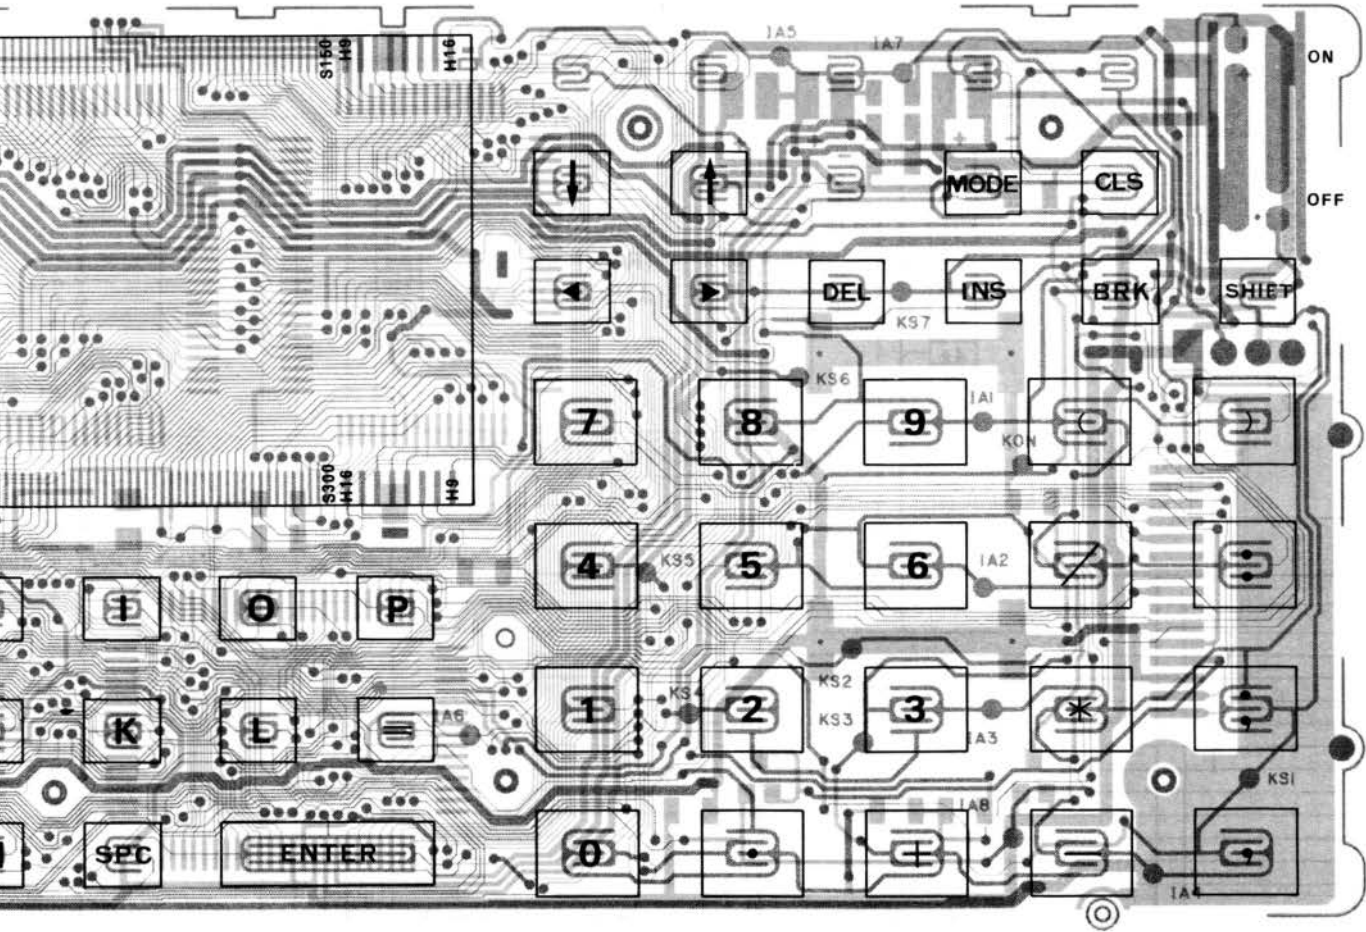 S150
H9
H16
IA5
IA7
ON
MODE
CLS
OFF
DEL
INS
BRK
SHIFT
KS7
KS6
7
8
9
IA1
KON
(
)
S300
H16
H9
4
KS5
5
6
IA2
/
:
I
O
P
1
KS4
2
KS2
KS3
3
IA3
*
;
K
L
=
IA6
KS1
IA8
SPC
ENTER
0
.
+
-
,
IA4